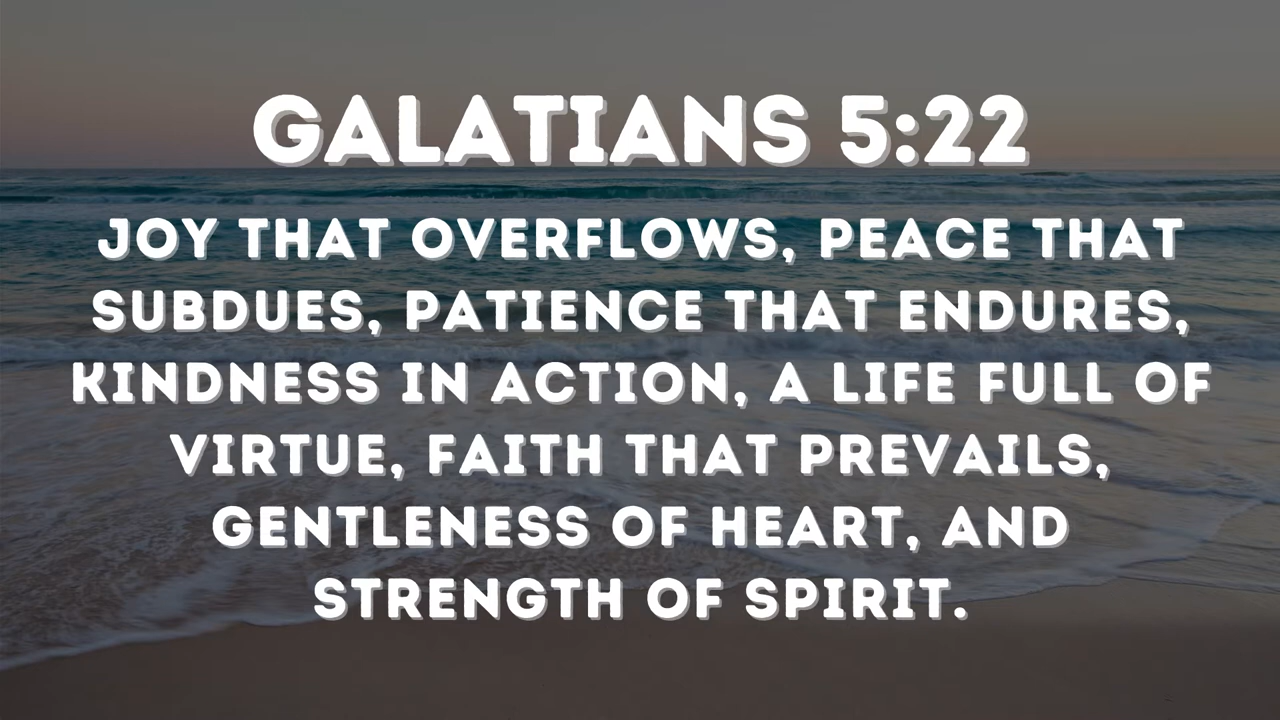 GALATIANS 5:22
JOY THAT OVERFLOWS, PEACE THAT
SUBDUES, PATIENCE THAT ENDURES,
KINDNESS IN ACTION, A LIFE FULL OF
VIRTUE, FAITH THAT PREVAILS,
GENTLENESS OF HEART, AND
STRENGTH OF SPIRIT.